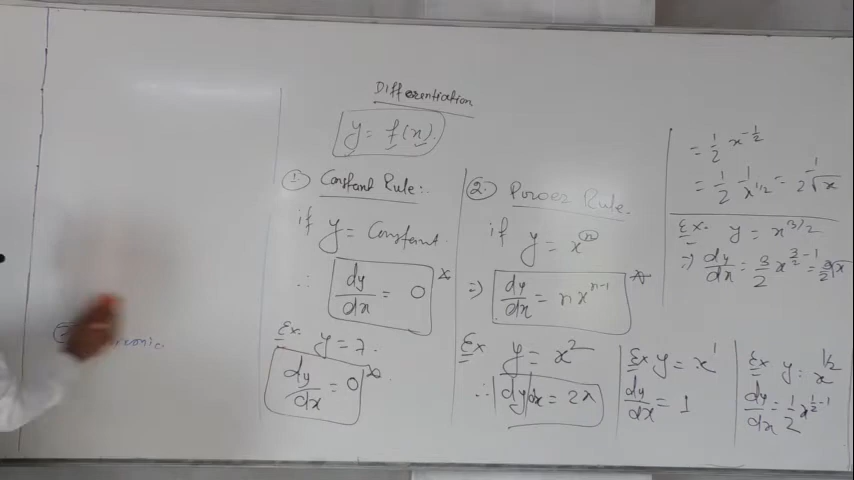 Differentiation
y = f(x).
① Constant Rule:.
if y = Constant.
∴ dy/dx = 0
Ex. y = 7.
dy/dx = 0
②. Power Rule.
if y = x^n
⇒ dy/dx = n x^(n-1)
Ex y = x^2
∴ dy/dx = 2x
Ex y = x^1
dy/dx = 1
Ex y = x^(1/2)
dy/dx = 1/2 x^(1/2 - 1)
= 1/2 x^(-1/2)
= 1/2 1/x^(1/2) = 1/2√x
Ex. y = x^(3/2)
⇒ dy/dx = 3/2 x^(3/2 - 1) = 3/2 √x